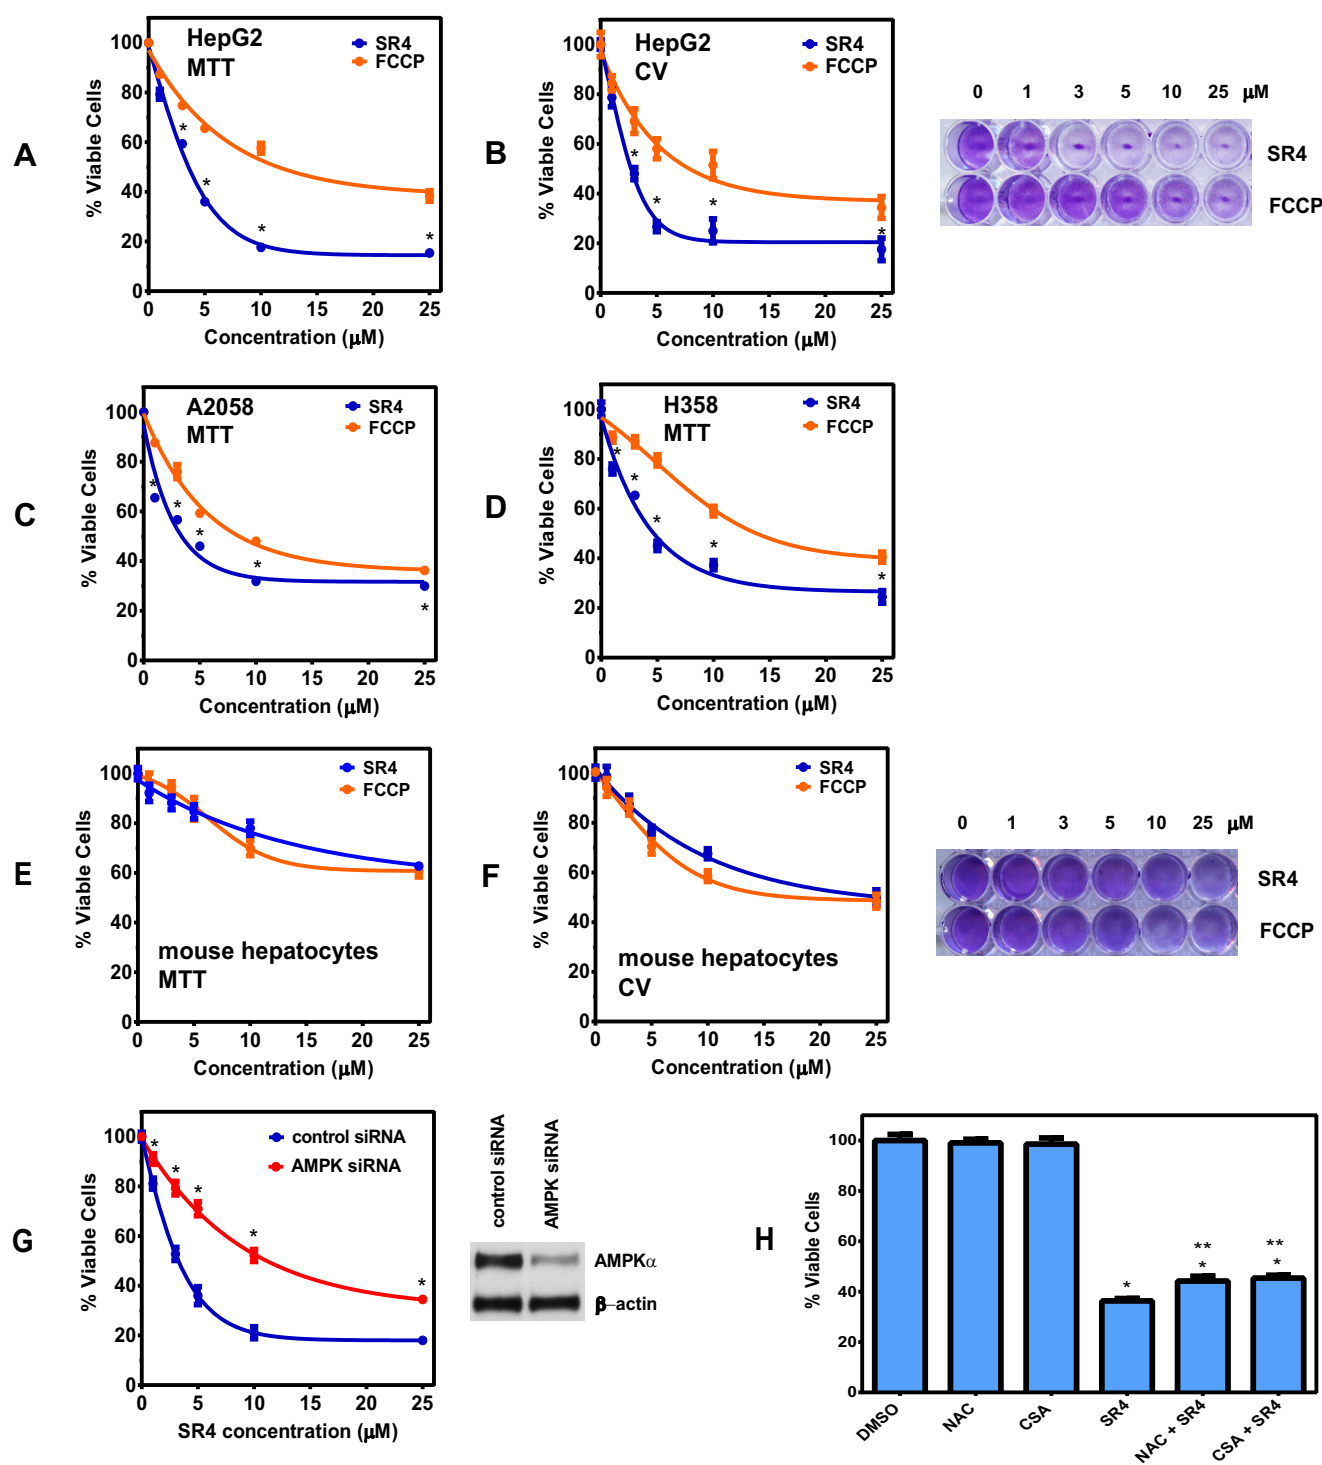 A
HepG2
MTT
SR4
FCCP
% Viable Cells
100
80
60
40
20
0
0 5 10 15 20 25
Concentration (μM)
*
*
*
*
B
HepG2
CV
SR4
FCCP
% Viable Cells
100
80
60
40
20
0
0 5 10 15 20 25
Concentration (μM)
*
*
*
*
0 1 3 5 10 25 μM
SR4
FCCP
C
A2058
MTT
SR4
FCCP
% Viable Cells
100
80
60
40
20
0
0 5 10 15 20 25
Concentration (μM)
*
*
*
*
*
D
H358
MTT
SR4
FCCP
% Viable Cells
100
80
60
40
20
0
0 5 10 15 20 25
Concentration (μM)
*
*
*
*
*
E
SR4
FCCP
% Viable Cells
100
80
60
40
20
0
mouse hepatocytes
MTT
0 5 10 15 20 25
Concentration (μM)
F
SR4
FCCP
% Viable Cells
100
80
60
40
20
0
mouse hepatocytes
CV
0 5 10 15 20 25
Concentration (μM)
0 1 3 5 10 25 μM
SR4
FCCP
G
control siRNA
AMPK siRNA
% Viable Cells
100
80
60
40
20
0
0 5 10 15 20 25
SR4 concentration (μM)
*
*
*
*
*
control siRNA
AMPK siRNA
AMPKα
β–actin
H
% Viable Cells
100
80
60
40
20
0
*
**
*
**
*
DMSO
NAC
CSA
SR4
NAC + SR4
CSA + SR4